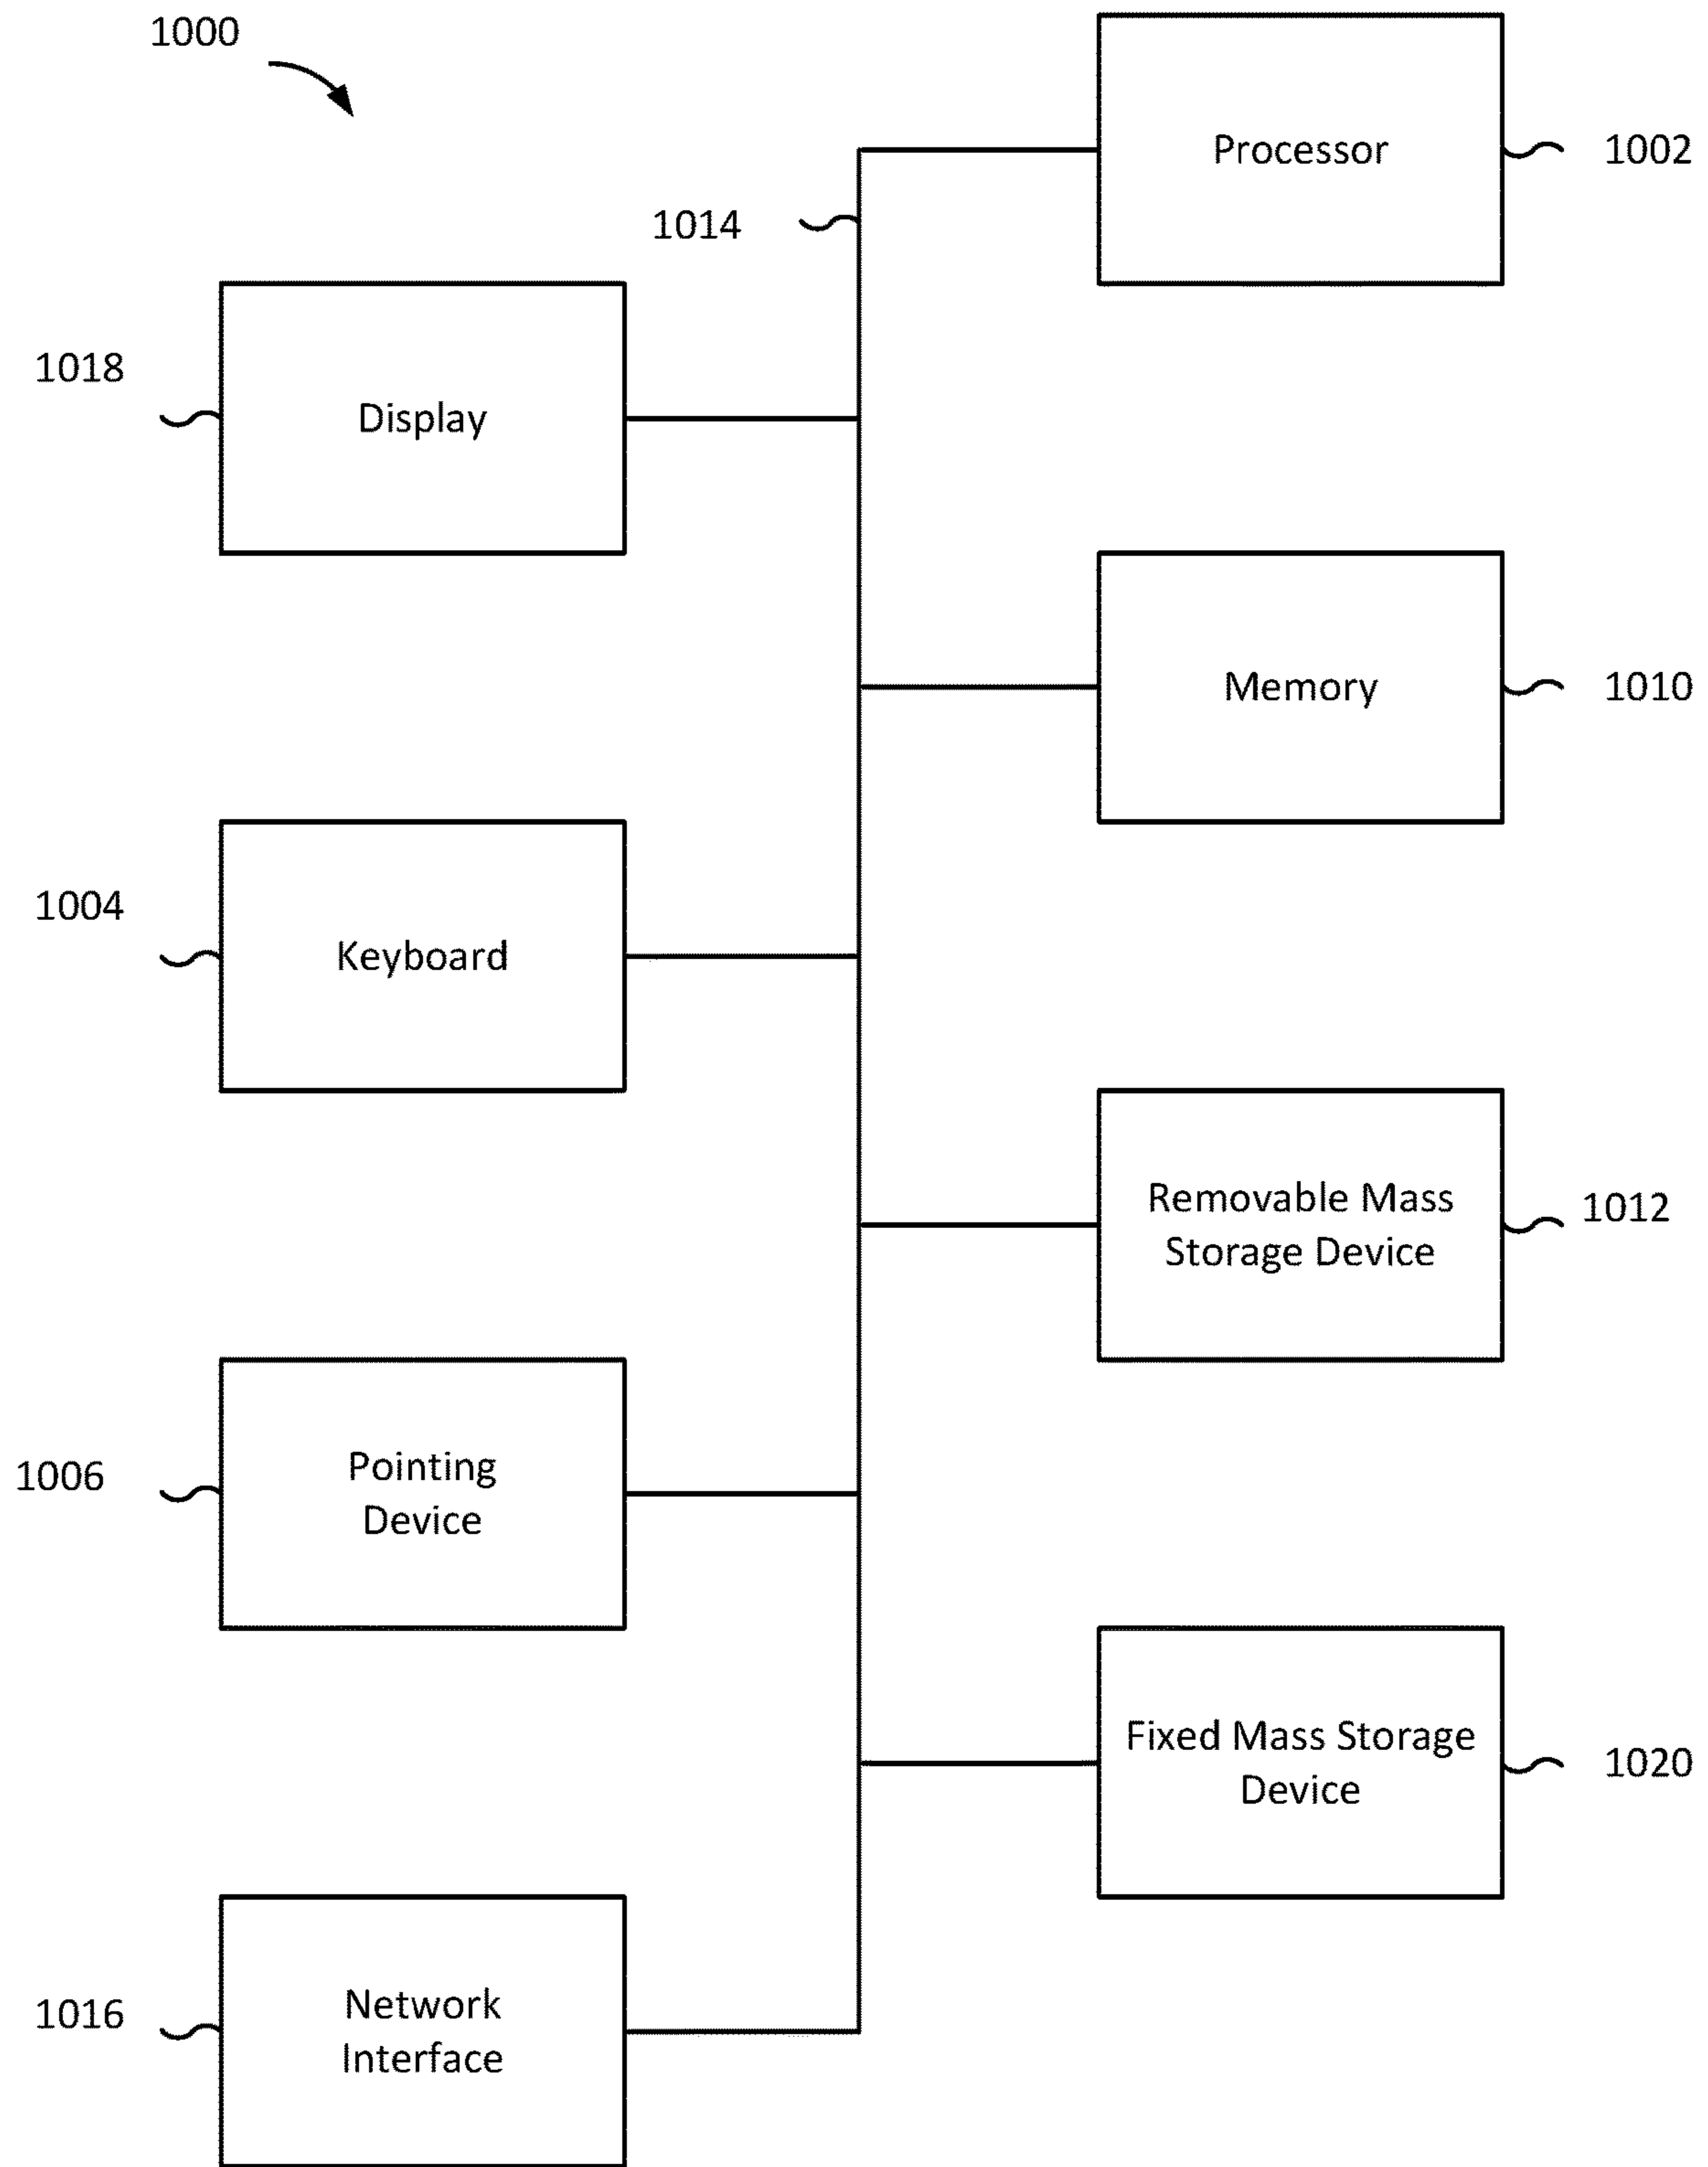 1000
Processor
1002
1014
1018
Display
Memory
1010
1004
Keyboard
Removable Mass
Storage Device
1012
1006
Pointing
Device
Fixed Mass Storage
Device
1020
1016
Network
Interface